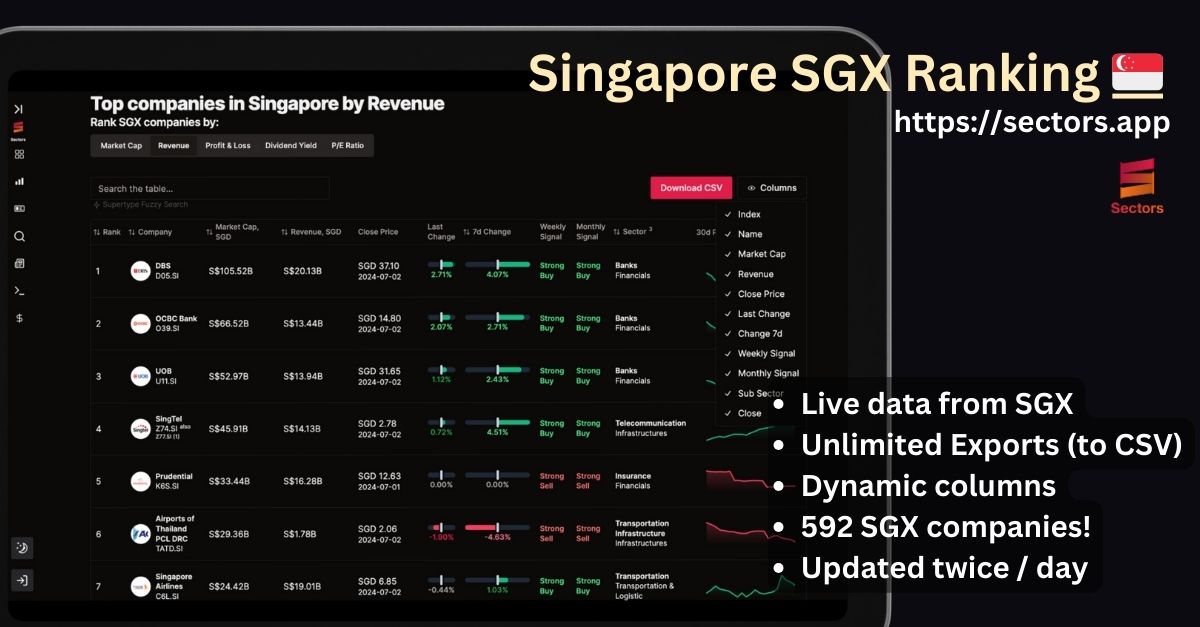 Singapore SGX Ranking
https://sectors.app
Sectors
Sectors
Top companies in Singapore by Revenue
Rank SGX companies by:
Market Cap Revenue Profit & Loss Dividend Yield P/E Ratio
Search the table...
Supertype Fuzzy Search
Download CSV Columns
Rank Company Market Cap, SGD Revenue, SGD Close Price Last Change 7d Change Weekly Signal Monthly Signal Sector 3 30d
1 DBS D05.SI S$105.52B S$20.13B SGD 37.10 2024-07-02 2.71% 4.07% Strong Buy Strong Buy Banks Financials
2 OCBC Bank O39.SI S$66.52B S$13.44B SGD 14.80 2024-07-02 2.07% 2.71% Strong Buy Strong Buy Banks Financials
3 UOB U11.SI S$52.97B S$13.94B SGD 31.65 2024-07-02 1.12% 2.43% Strong Buy Strong Buy Banks Financials
4 SingTel Z74.SI also Z77.SI (1) S$45.91B S$14.13B SGD 2.78 2024-07-02 0.72% 4.51% Strong Buy Strong Buy Telecommunication Infrastructures
5 Prudential K6S.SI S$33.44B S$16.28B SGD 12.63 2024-07-01 0.00% 0.00% Strong Sell Strong Sell Insurance Financials
6 Airports of Thailand PCL DRC TATD.SI S$29.36B S$1.78B SGD 2.06 2024-07-02 -1.90% -4.63% Strong Sell Strong Sell Transportation Infrastructure Infrastructures
7 Singapore Airlines C6L.SI S$24.42B S$19.01B SGD 6.85 2024-07-02 -0.44% 1.03% Strong Buy Strong Buy Transportation Transportation & Logistic
Index
Name
Market Cap
Revenue
Close Price
Last Change
Change 7d
Weekly Signal
Monthly Signal
Sub Sector
Close
• Live data from SGX
• Unlimited Exports (to CSV)
• Dynamic columns
• 592 SGX companies!
• Updated twice / day